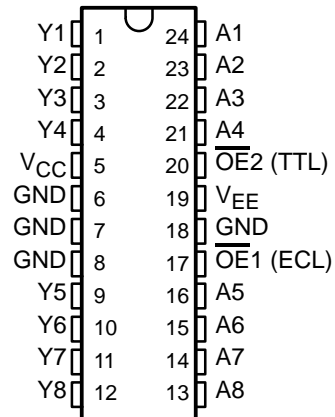 Y1 1 24 A1
Y2 2 23 A2
Y3 3 22 A3
Y4 4 21 A4
VCC 5 20 O̅E̅2 (TTL)
GND 6 19 VEE
GND 7 18 GND
GND 8 17 O̅E̅1 (ECL)
Y5 9 16 A5
Y6 10 15 A6
Y7 11 14 A7
Y8 12 13 A8